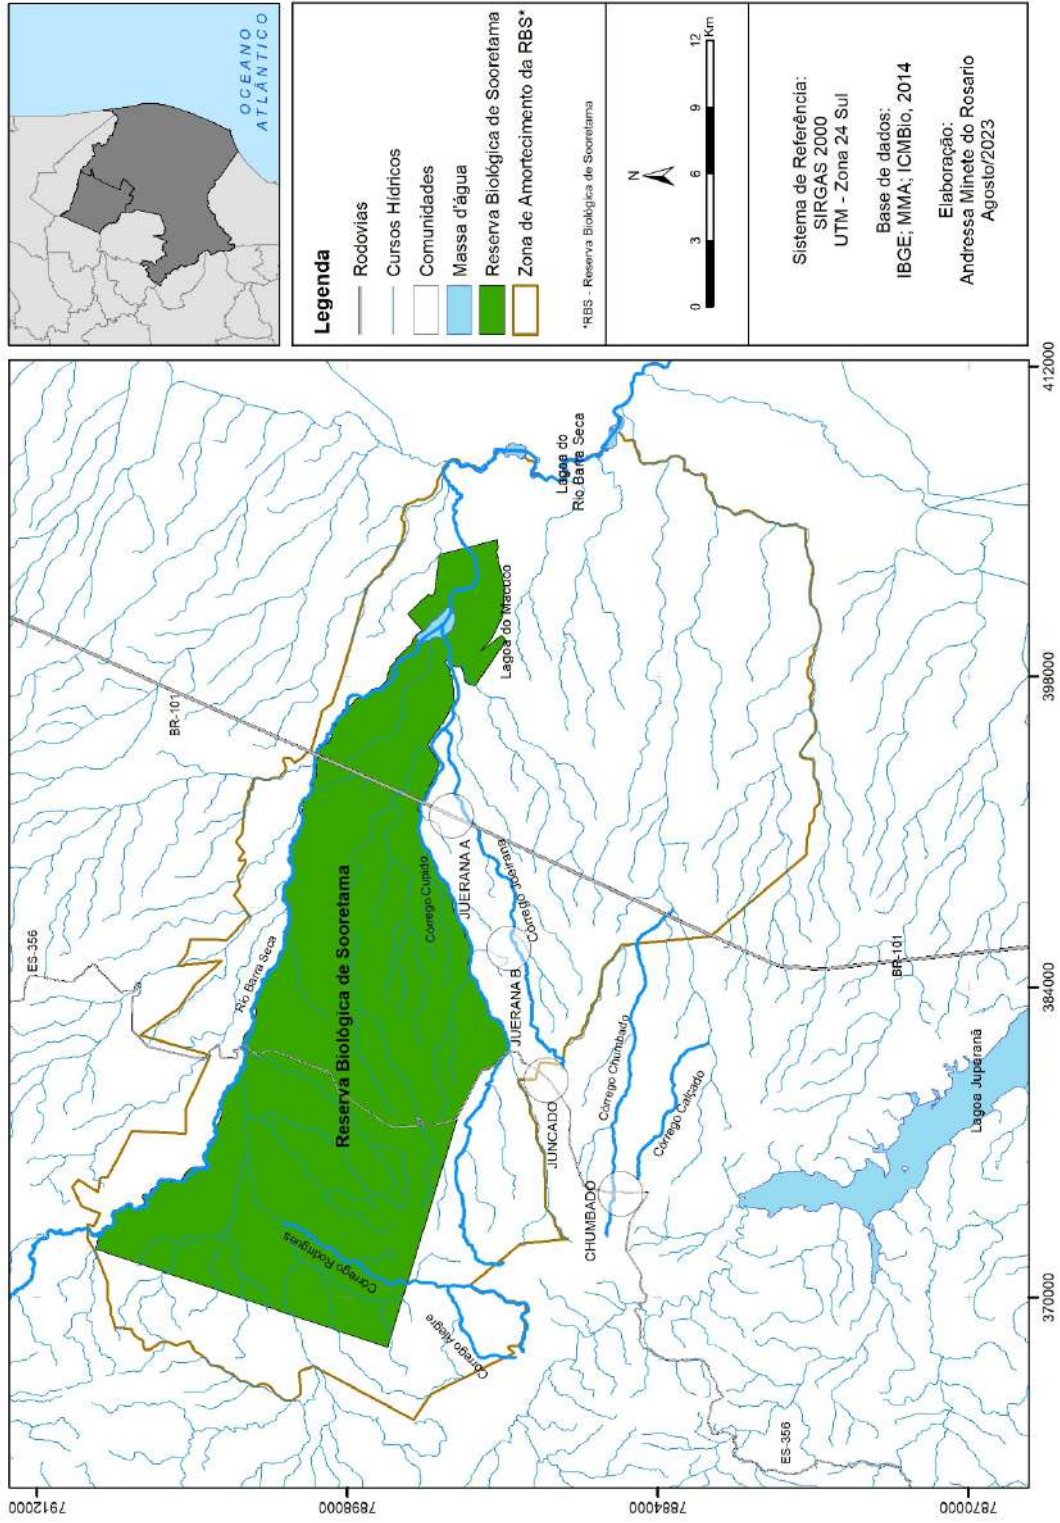 OCEANO
ATLÂNTICO
Legenda
Rodovias
Cursos Hídricos
Comunidades
Massa d'água
Reserva Biológica de Sooretama
Zona de Amortecimento da RBS*
*RBS - Reserva Biológica de Sooretama
N
0 3 6 9 12
Km
Sistema de Referência:
SIRGAS 2000
UTM - Zona 24 Sul
Base de dados:
IBGE; MMA; ICMBio, 2014
Elaboração:
Andressa Minete do Rosario
Agosto/2023
7912000
7898000
7884000
7870000
370000
384000
398000
412000
ES-356
BR-101
Rio Barra Seca
Reserva Biológica de Sooretama
Córrego Rodrigues
Córrego Alegre
Córrego Cupido
JUERANA A
Córrego Joeirana
JUERANA B
JUNCADO
CHUMBADO
Córrego Chumbado
Córrego Calçado
Lagoa do Macuco
Lagoa do
Rio Barra Seca
BR-101
Lagoa Juparanã
ES-356